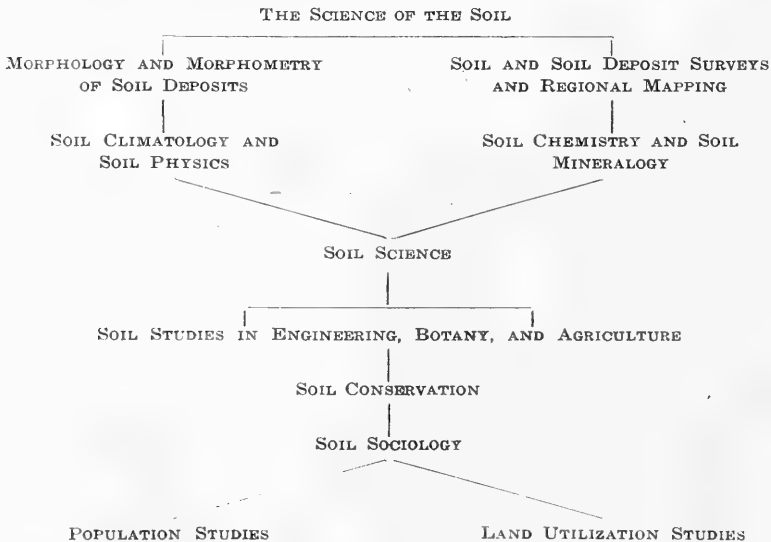 The Science of the Soil
Morphology and Morphometry
of Soil Deposits
Soil and Soil Deposit Surveys
and Regional Mapping
Soil Climatology and
Soil Physics
Soil Chemistry and Soil
Mineralogy
Soil Science
Soil Studies in Engineering, Botany, and Agriculture
Soil Conservation
Soil Sociology
Population Studies
Land Utilization Studies